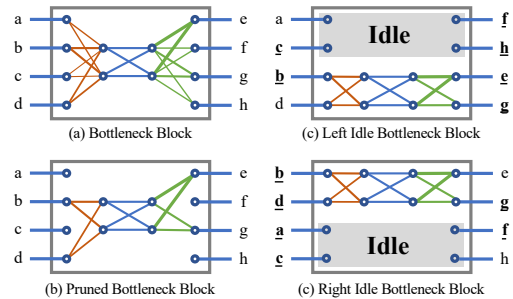 a
b
c
d
e
f
g
h
(a) Bottleneck Block
a
c
b
d
Idle
f
h
e
g
(c) Left Idle Bottleneck Block
a
b
c
d
e
f
g
h
(b) Pruned Bottleneck Block
b
d
a
c
Idle
e
g
f
h
(c) Right Idle Bottleneck Block